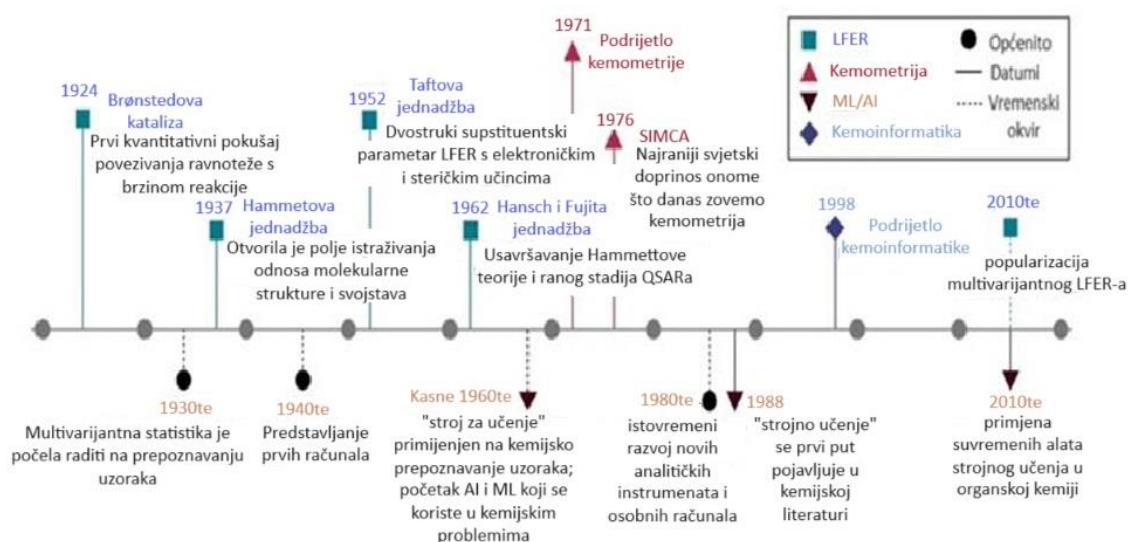 1971
Podrijetlo
kemometrije
LFER
Kemometrija
ML/AI
Kemoinformatika
Općenito
Datumi
Vremenski
okvir
1924
Brønstedova
kataliza
Prvi kvantitativni pokušaj
povezivanja ravnoteže s
brzinom reakcije
1952
Taftova
jednadžba
Dvostruki supstituentski
parametar LFER s elektroničkim
i steričkim učincima
1976
SIMCA
Najraniji svjetski
doprinos onome
što danas zovemo
kemometrija
1937
Hammetova
jednadžba
Otvorila je polje istraživanja
odnosa molekularne
strukture i svojstava
1962
Hansch i Fujita
jednadžba
Usavršavanje Hammettove
teorije i ranog stadija QSARa
1998
Podrijetlo
kemoinformatike
2010te
popularizacija
multivarijantnog LFER-a
1930te
Multivarijantna statistika je
počela raditi na prepoznavanju
uzoraka
1940te
Predstavljanje
prvih računala
Kasne 1960te
"stroj za učenje"
primijenjen na kemijsko
prepoznavanje uzoraka;
početak AI i ML koji se
koriste u kemijskim
problemima
1980te
istovremeni
razvoj novih
analitičkih
instrumenata i
osobnih računala
1988
"strojno učenje"
se prvi put
pojavljuje u
kemijskoj
literaturi
2010te
primjena
suvremenih alata
strojnog učenja u
organskoj kemiji